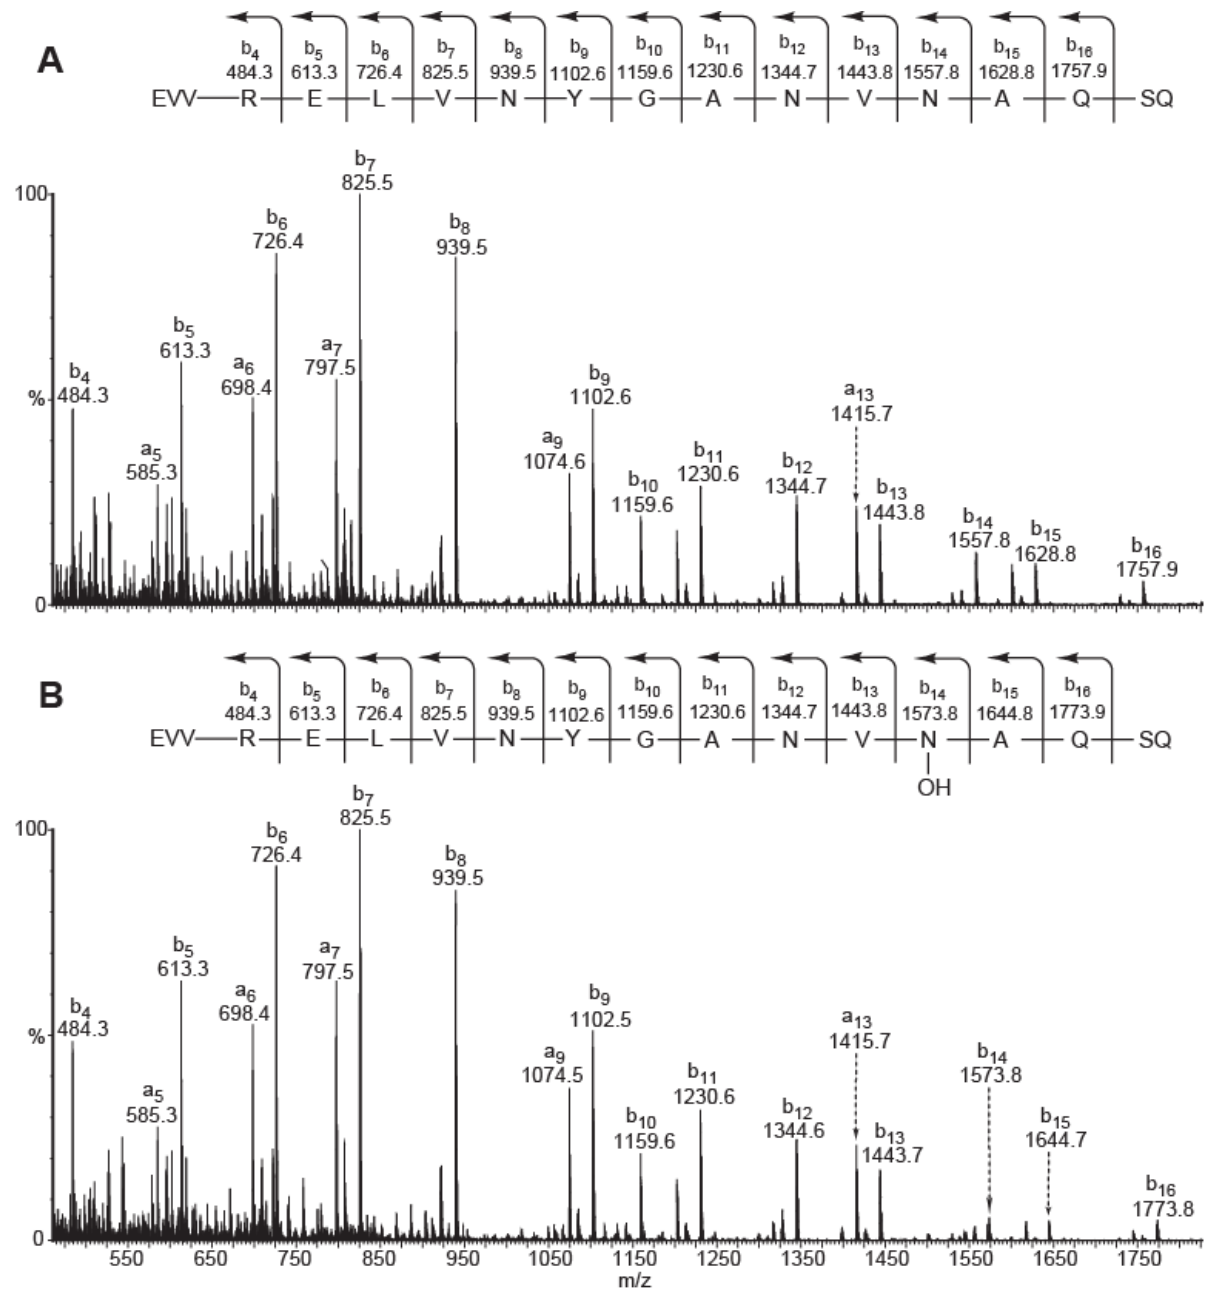 A
b4 b5 b6 b7 b8 b9 b10 b11 b12 b13 b14 b15 b16
484.3 613.3 726.4 825.5 939.5 1102.6 1159.6 1230.6 1344.7 1443.8 1557.8 1628.8 1757.9
EVV R E L V N Y G A N V N A Q SQ
b7
825.5
100
b6
726.4
b8
939.5
b5
613.3
a7
797.5
a6
698.4
b4
484.3
%
b9
1102.6
a13
1415.7
a5
585.3
a9
1074.6
b11
1230.6
b12
1344.7
b10
1159.6
b13
1443.8
b14
1557.8
b15
1628.8
b16
1757.9
0
B
b4 b5 b6 b7 b8 b9 b10 b11 b12 b13 b14 b15 b16
484.3 613.3 726.4 825.5 939.5 1102.6 1159.6 1230.6 1344.7 1443.8 1573.8 1644.8 1773.9
EVV R E L V N Y G A N V N A Q SQ
OH
b7
825.5
100
b6
726.4
b8
939.5
b5
613.3
a7
797.5
a6
698.4
b4
484.3
%
b9
1102.5
a13
1415.7
a9
1074.5
b14
1573.8
a5
585.3
b11
1230.6
b10
1159.6
b12
1344.6
b13
1443.7
b15
1644.7
b16
1773.8
0
550 650 750 850 950 1050 1150 1250 1350 1450 1550 1650 1750
m/z